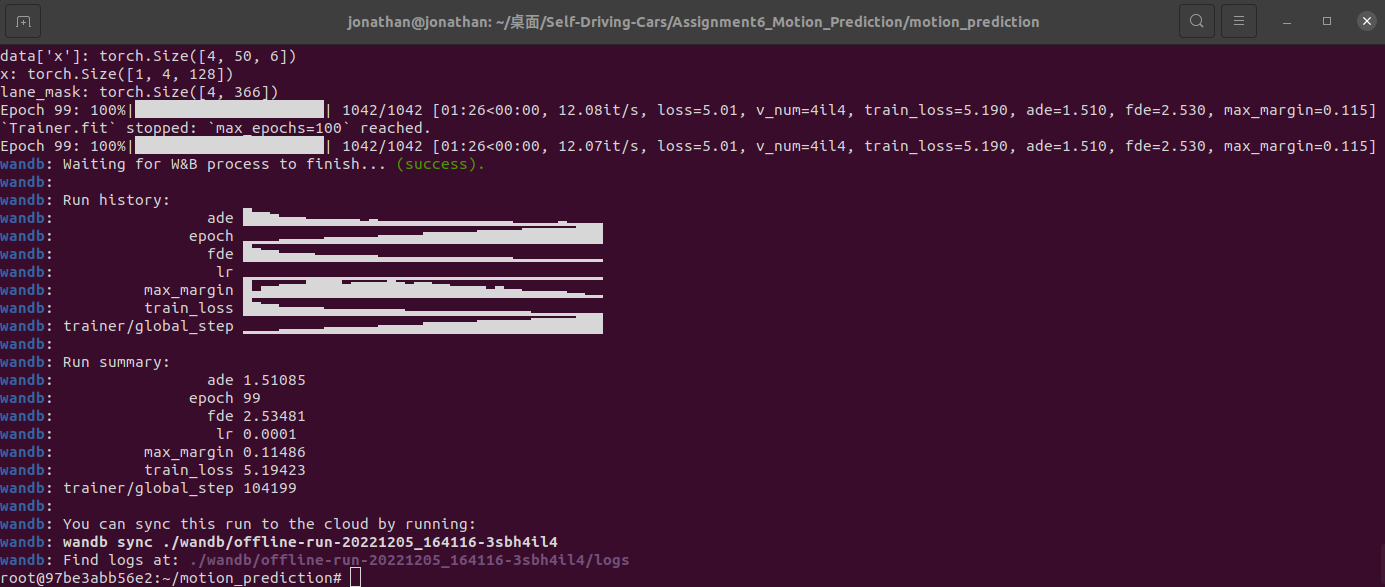 jonathan@jonathan: ~/桌面/Self-Driving-Cars/Assignment6_Motion_Prediction/motion_prediction
data['x']: torch.Size([4, 50, 6])
x: torch.Size([1, 4, 128])
lane_mask: torch.Size([4, 366])
Epoch 99: 100%|██████████| 1042/1042 [01:26<00:00, 12.08it/s, loss=5.01, v_num=4il4, train_loss=5.190, ade=1.510, fde=2.530, max_margin=0.115]
`Trainer.fit` stopped: `max_epochs=100` reached.
Epoch 99: 100%|██████████| 1042/1042 [01:26<00:00, 12.07it/s, loss=5.01, v_num=4il4, train_loss=5.190, ade=1.510, fde=2.530, max_margin=0.115]
wandb: Waiting for W&B process to finish... (success).
wandb:
wandb: Run history:
wandb: ade
wandb: epoch
wandb: fde
wandb: lr
wandb: max_margin
wandb: train_loss
wandb: trainer/global_step
wandb:
wandb: Run summary:
wandb: ade 1.51085
wandb: epoch 99
wandb: fde 2.53481
wandb: lr 0.0001
wandb: max_margin 0.11486
wandb: train_loss 5.19423
wandb: trainer/global_step 104199
wandb:
wandb: You can sync this run to the cloud by running:
wandb: wandb sync ./wandb/offline-run-20221205_164116-3sbh4il4
wandb: Find logs at: ./wandb/offline-run-20221205_164116-3sbh4il4/logs
root@97be3abb56e2:~/motion_prediction#